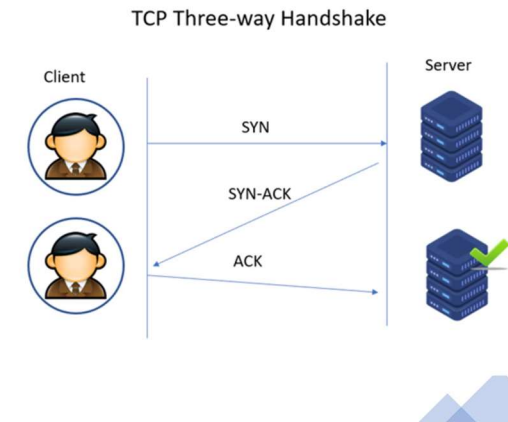 TCP Three-way Handshake
Client
Server
SYN
SYN-ACK
ACK